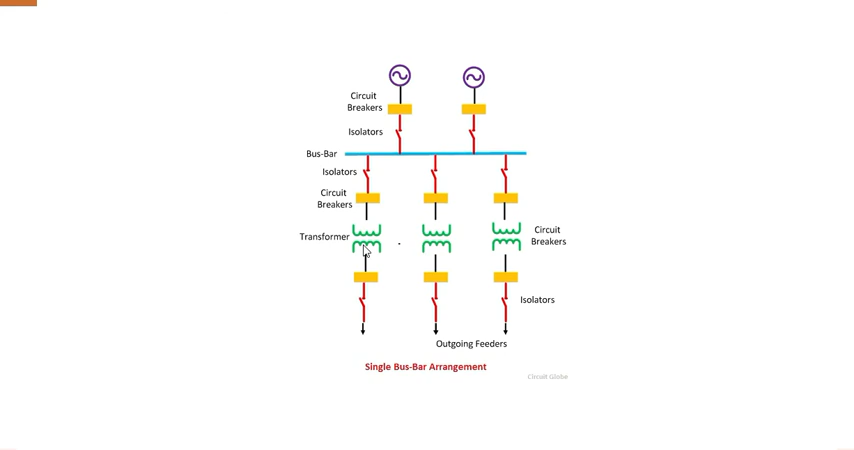 Circuit
Breakers
Isolators
Bus-Bar
Isolators
Circuit
Breakers
Transformer
Circuit
Breakers
Isolators
Outgoing Feeders
Single Bus-Bar Arrangement
Circuit Globe